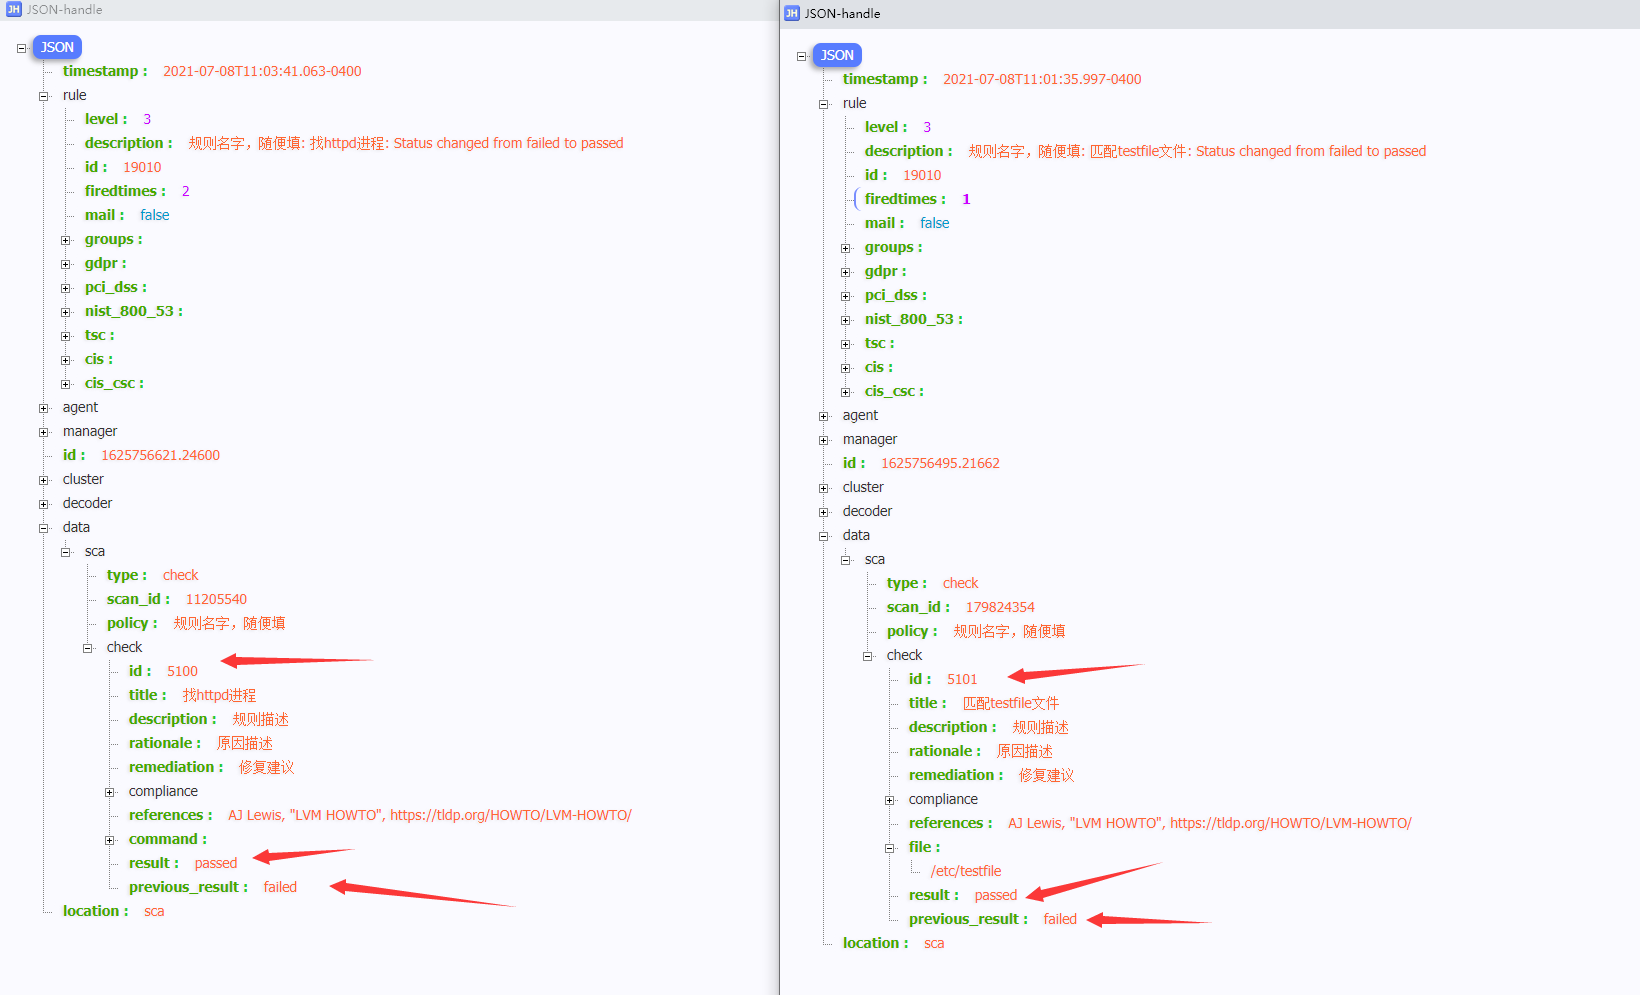 JH JSON-handle
JSON
timestamp : 2021-07-08T11:03:41.063-0400
rule
level : 3
description : 规则名字，随便填: 找httpd进程: Status changed from failed to passed
id : 19010
firedtimes : 2
mail : false
groups :
gdpr :
pci_dss :
nist_800_53 :
tsc :
cis :
cis_csc :
agent
manager
id : 1625756621.24600
cluster
decoder
data
sca
type : check
scan_id : 11205540
policy : 规则名字，随便填
check
id : 5100
title : 找httpd进程
description : 规则描述
rationale : 原因描述
remediation : 修复建议
compliance
references : AJ Lewis, "LVM HOWTO", https://tldp.org/HOWTO/LVM-HOWTO/
command :
result : passed
previous_result : failed
location : sca
JH JSON-handle
JSON
timestamp : 2021-07-08T11:01:35.997-0400
rule
level : 3
description : 规则名字，随便填: 匹配testfile文件: Status changed from failed to passed
id : 19010
firedtimes : 1
mail : false
groups :
gdpr :
pci_dss :
nist_800_53 :
tsc :
cis :
cis_csc :
agent
manager
id : 1625756495.21662
cluster
decoder
data
sca
type : check
scan_id : 179824354
policy : 规则名字，随便填
check
id : 5101
title : 匹配testfile文件
description : 规则描述
rationale : 原因描述
remediation : 修复建议
compliance
references : AJ Lewis, "LVM HOWTO", https://tldp.org/HOWTO/LVM-HOWTO/
file :
/etc/testfile
result : passed
previous_result : failed
location : sca